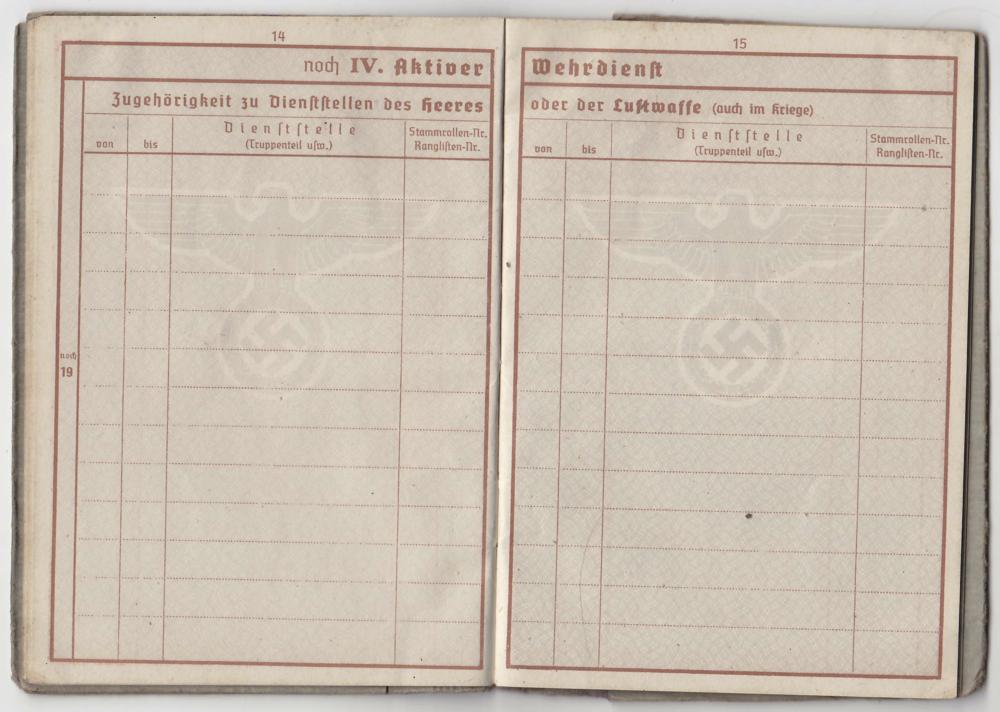 14
noch IV. Aktiver
Zugehörigkeit zu Dienststellen des Heeres
von
bis
Dienststelle
(Truppenteil usw.)
Stammrollen-Nr.
Ranglisten-Nr.
noch
19
15
Wehrdienst
oder der Luftwaffe (auch im Kriege)
von
bis
Dienststelle
(Truppenteil usw.)
Stammrollen-Nr.
Ranglisten-Nr.